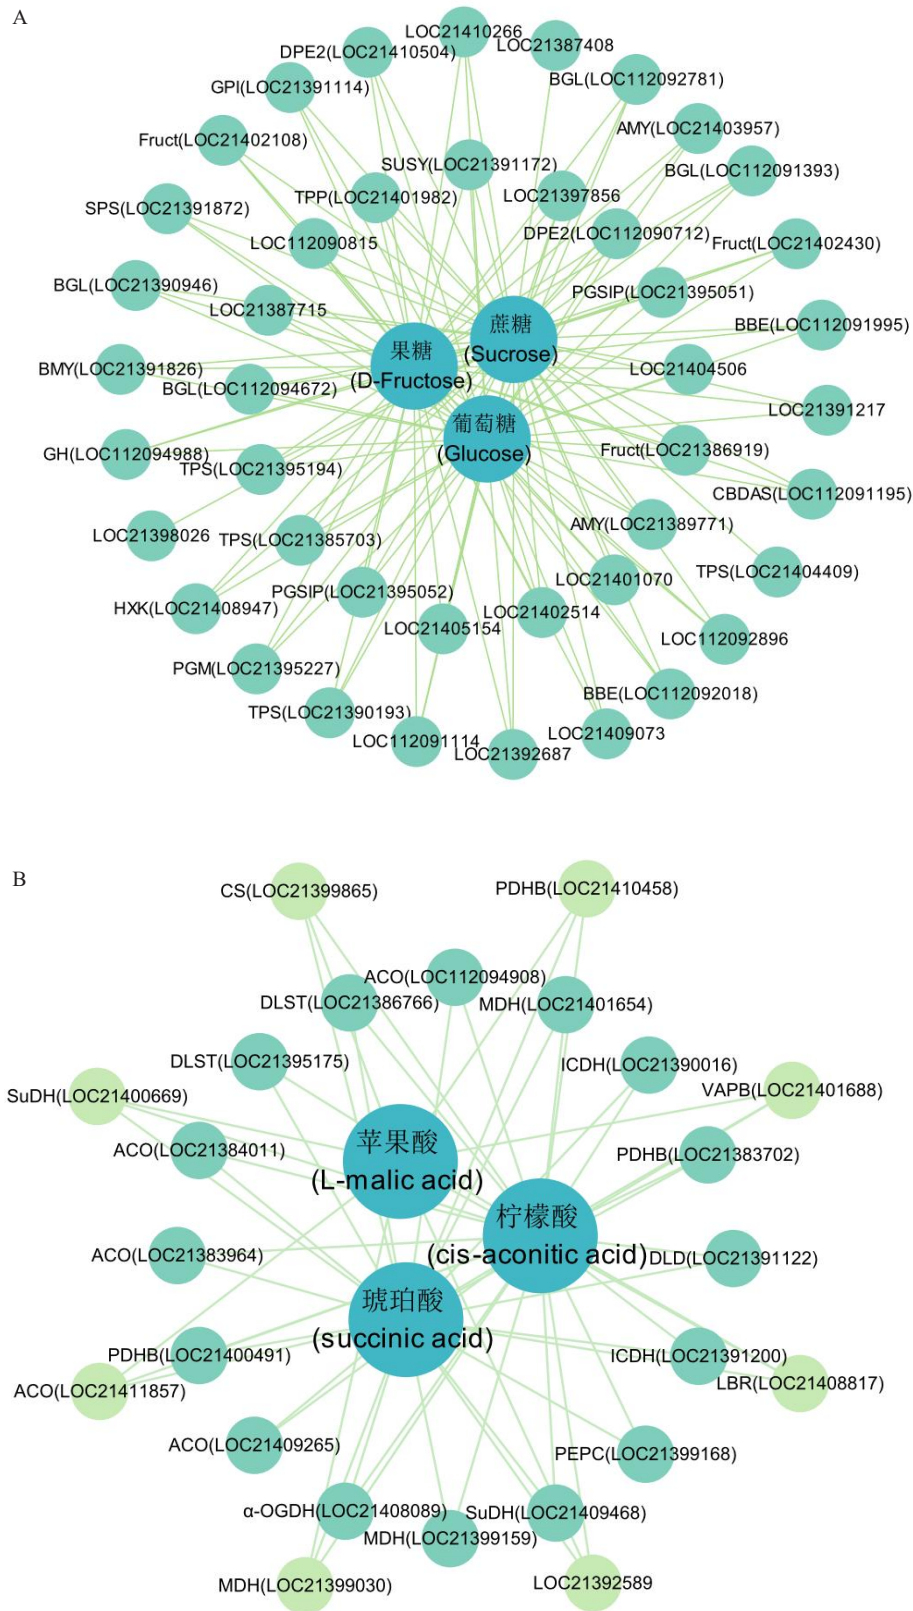 A
LOC21410266
LOC21387408
DPE2(LOC21410504)
BGL(LOC112092781)
GPI(LOC21391114)
AMY(LOC21403957)
Fruct(LOC21402108)
SUSY(LOC21391172)
BGL(LOC112091393)
TPP(LOC21401982)
LOC21397856
SPS(LOC21391872)
DPE2(LOC112090712)
LOC112090815
Fruct(LOC21402430)
BGL(LOC21390946)
PGSIP(LOC21395051)
LOC21387715
蔗糖
(Sucrose)
BBE(LOC112091995)
果糖
(D-Fructose)
BMY(LOC21391826)
LOC21404506
BGL(LOC112094672)
LOC21391217
葡萄糖
(Glucose)
GH(LOC112094988)
Fruct(LOC21386919)
TPS(LOC21395194)
CBDAS(LOC112091195)
AMY(LOC21389771)
LOC21398026
TPS(LOC21385703)
TPS(LOC21404409)
LOC21401070
PGSIP(LOC21395052)
HXK(LOC21408947)
LOC21402514
LOC21405154
LOC112092896
PGM(LOC21395227)
BBE(LOC112092018)
TPS(LOC21390193)
LOC21409073
LOC112091114
LOC21392687
B
CS(LOC21399865)
PDHB(LOC21410458)
ACO(LOC112094908)
DLST(LOC21386766)
MDH(LOC21401654)
DLST(LOC21395175)
ICDH(LOC21390016)
SuDH(LOC21400669)
VAPB(LOC21401688)
ACO(LOC21384011)
PDHB(LOC21383702)
苹果酸
(L-malic acid)
柠檬酸
(cis-aconitic acid)
ACO(LOC21383964)
DLD(LOC21391122)
琥珀酸
(succinic acid)
PDHB(LOC21400491)
ICDH(LOC21391200)
ACO(LOC21411857)
LBR(LOC21408817)
ACO(LOC21409265)
PEPC(LOC21399168)
α-OGDH(LOC21408089)
SuDH(LOC21409468)
MDH(LOC21399159)
MDH(LOC21399030)
LOC21392589